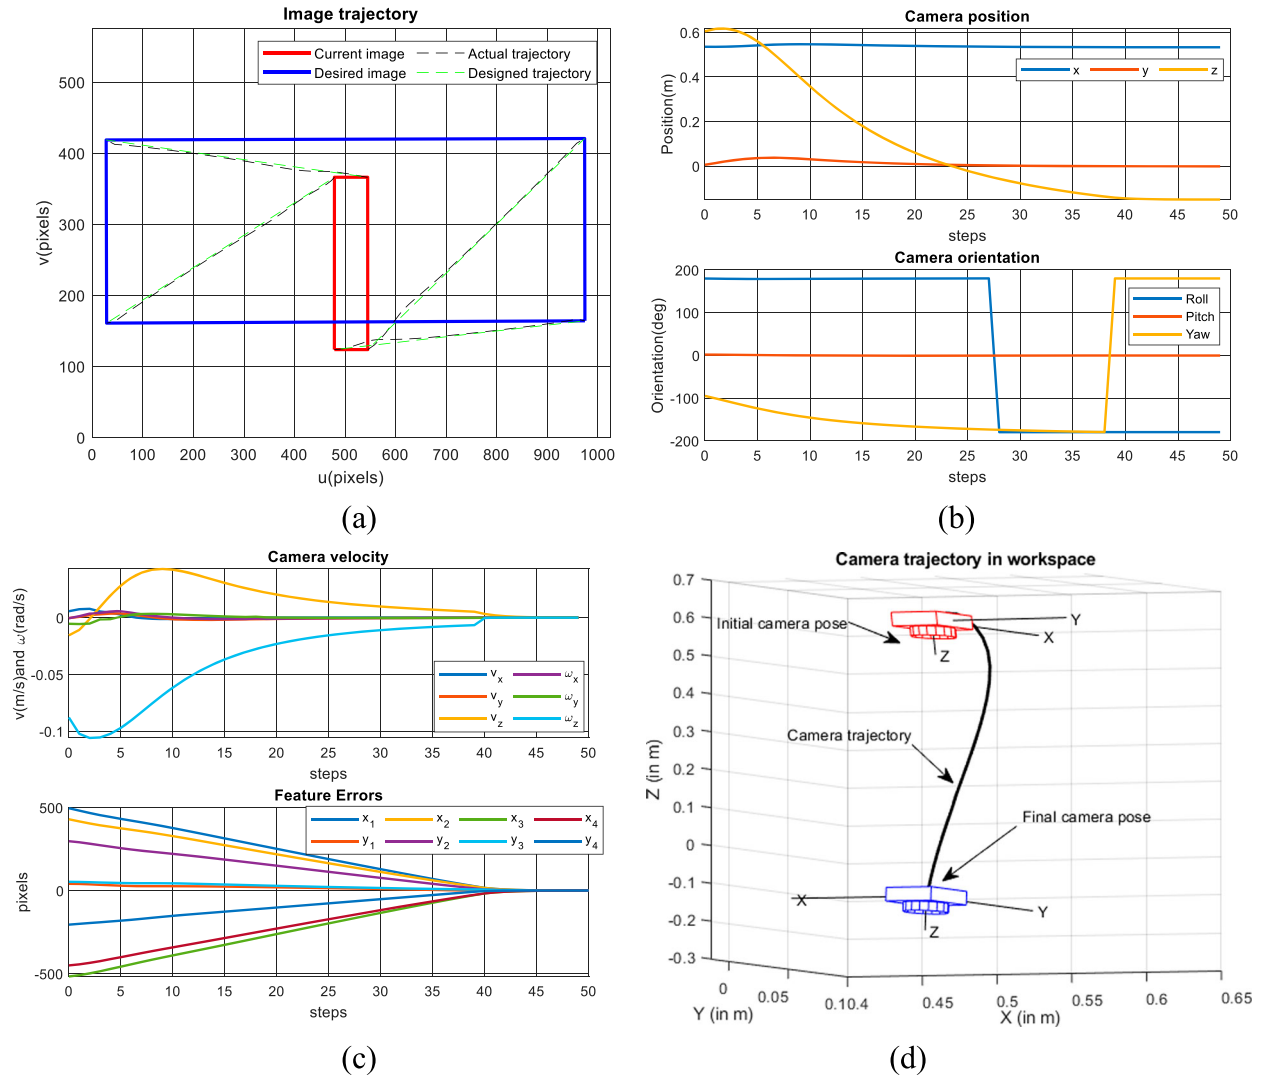 Image trajectory
Current image
Actual trajectory
Desired image
Designed trajectory
500
400
300
200
100
0
v(pixels)
0 100 200 300 400 500 600 700 800 900 1000
u(pixels)
(a)
Camera position
x y z
0.6
0.4
0.2
0
Position(m)
0 5 10 15 20 25 30 35 40 45 50
steps
Camera orientation
Roll
Pitch
Yaw
200
100
0
-100
-200
Orientation(deg)
0 5 10 15 20 25 30 35 40 45 50
steps
(b)
Camera velocity
0
-0.05
-0.1
v(m/s)and ω(rad/s)
vx ωx
vy ωy
vz ωz
0 5 10 15 20 25 30 35 40 45 50
steps
Feature Errors
x1 x2 x3 x4
y1 y2 y3 y4
500
0
-500
pixels
0 5 10 15 20 25 30 35 40 45 50
steps
(c)
Camera trajectory in workspace
0.7
0.6
0.5
0.4
0.3
0.2
0.1
0
-0.1
-0.2
-0.3
Z (in m)
Initial camera pose
Y
X
Z
Camera trajectory
Final camera pose
X
Y
Z
0 0.05 0.10.4 0.45 0.5 0.55 0.6 0.65
Y (in m)
X (in m)
(d)